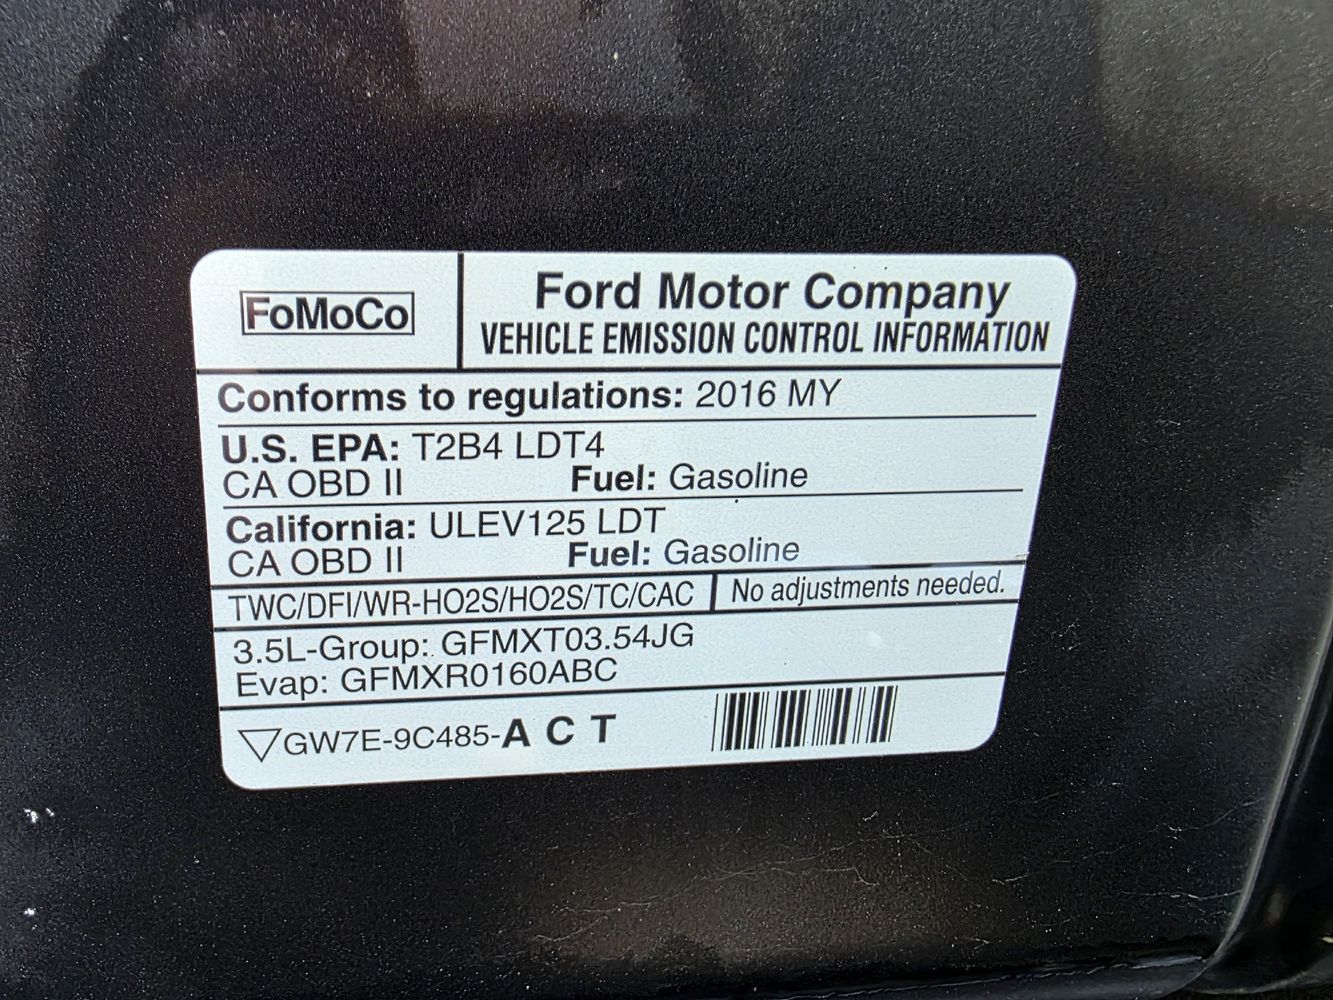 FoMoCo
Ford Motor Company
VEHICLE EMISSION CONTROL INFORMATION
Conforms to regulations: 2016 MY
U.S. EPA: T2B4 LDT4
CA OBD II Fuel: Gasoline
California: ULEV125 LDT
CA OBD II Fuel: Gasoline
TWC/DFI/WR-HO2S/HO2S/TC/CAC No adjustments needed.
3.5L-Group: GFMXT03.54JG
Evap: GFMXR0160ABC
GW7E-9C485-A C T